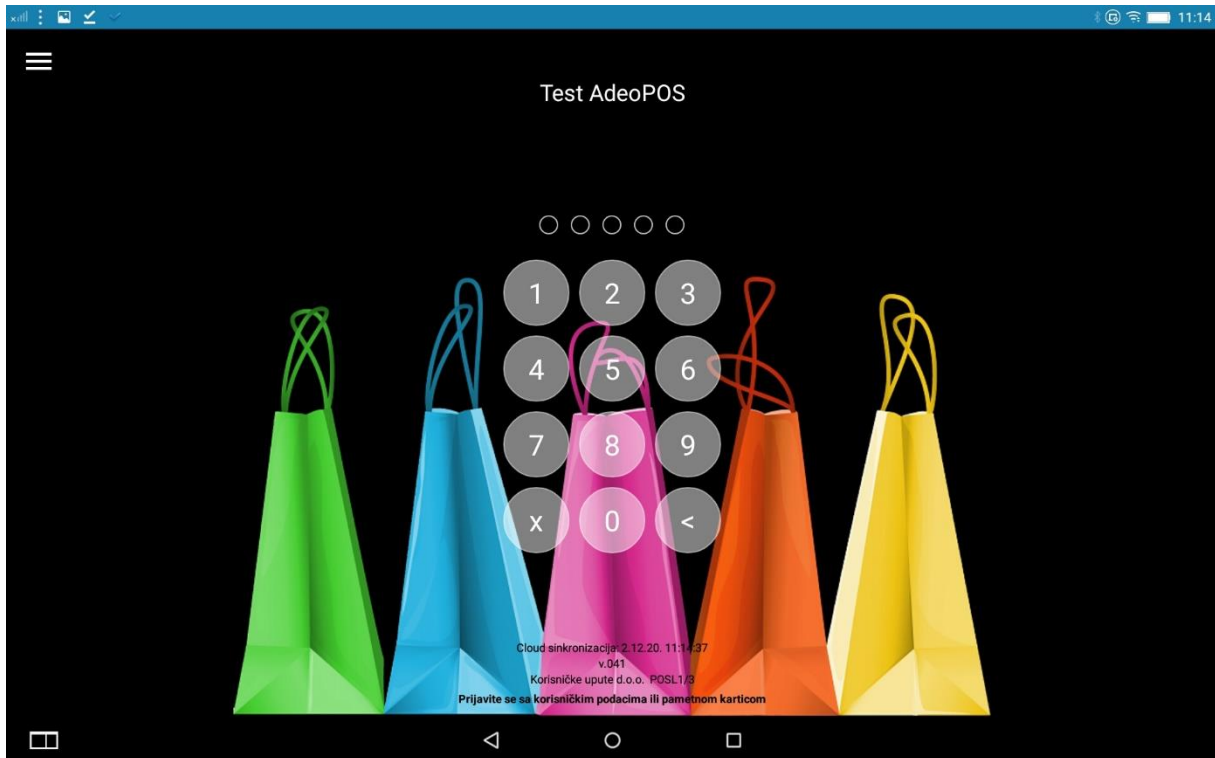 11:14
Test AdeoPOS
1 2 3
4 5 6
7 8 9
x 0 <
Cloud sinkronizacija: 2.12.20. 11:14:37
v.041
Korisničke upute d.o.o. POSL1/3
Prijavite se sa korisničkim podacima ili pametnom karticom